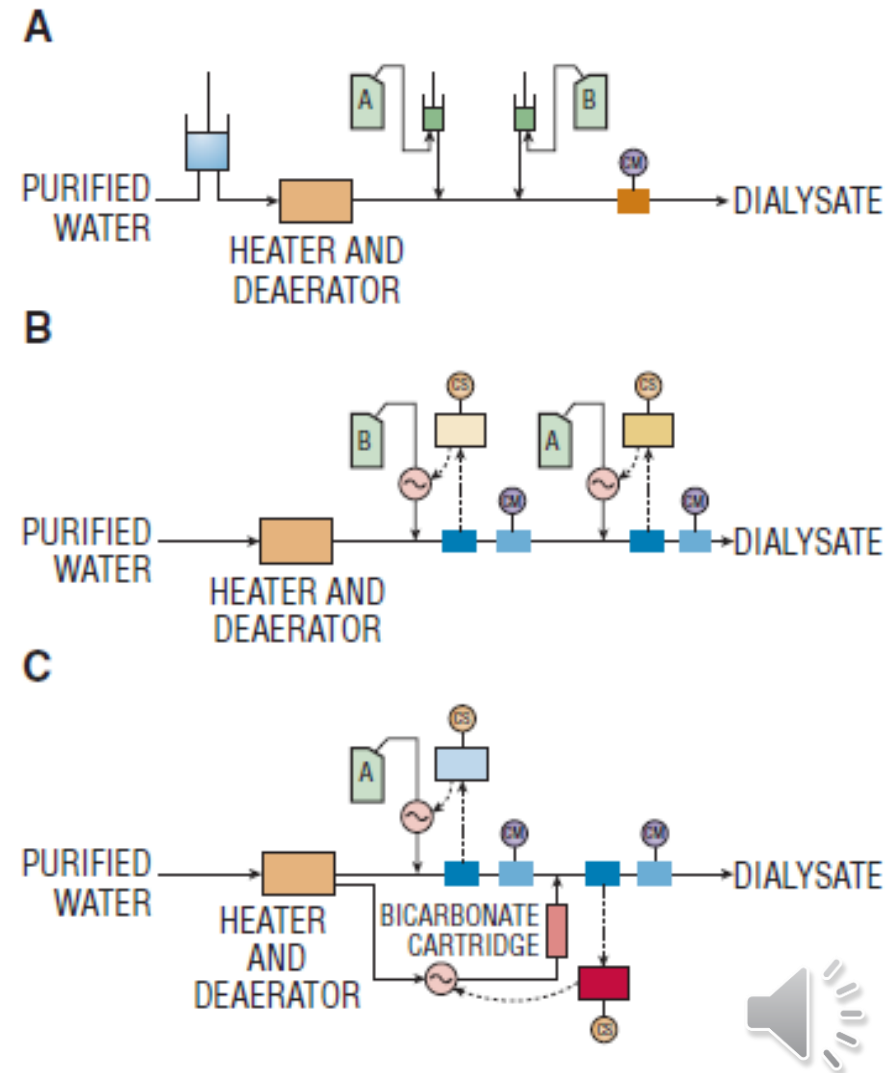 A
A
B
CM
PURIFIED
WATER
DIALYSATE
HEATER AND
DEAERATOR
B
CS
CS
B
A
CM
CM
PURIFIED
WATER
DIALYSATE
HEATER AND
DEAERATOR
C
CS
A
CM
CM
PURIFIED
WATER
DIALYSATE
HEATER
AND
DEAERATOR
BICARBONATE
CARTRIDGE
CS